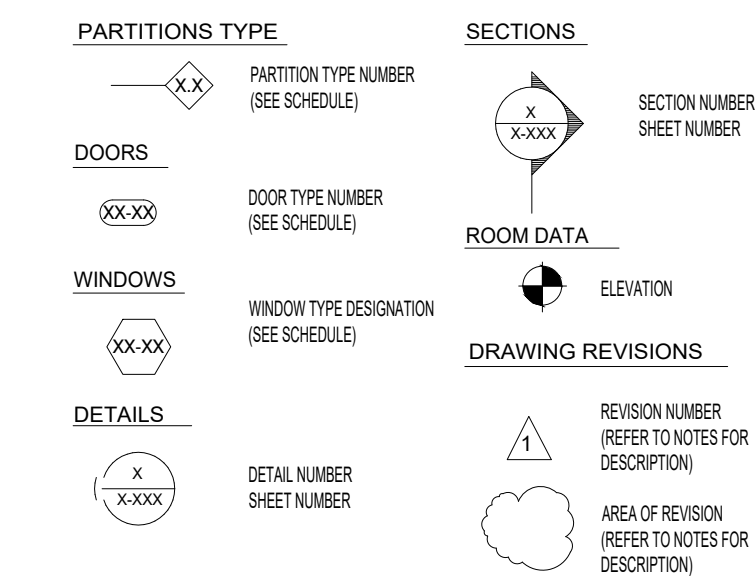 PARTITIONS TYPE
X.X
PARTITION TYPE NUMBER
(SEE SCHEDULE)
DOORS
XX-XX
DOOR TYPE NUMBER
(SEE SCHEDULE)
WINDOWS
XX-XX
WINDOW TYPE DESIGNATION
(SEE SCHEDULE)
DETAILS
X
X-XXX
DETAIL NUMBER
SHEET NUMBER
SECTIONS
X
X-XXX
SECTION NUMBER
SHEET NUMBER
ROOM DATA
ELEVATION
DRAWING REVISIONS
1
REVISION NUMBER
(REFER TO NOTES FOR
DESCRIPTION)
AREA OF REVISION
(REFER TO NOTES FOR
DESCRIPTION)